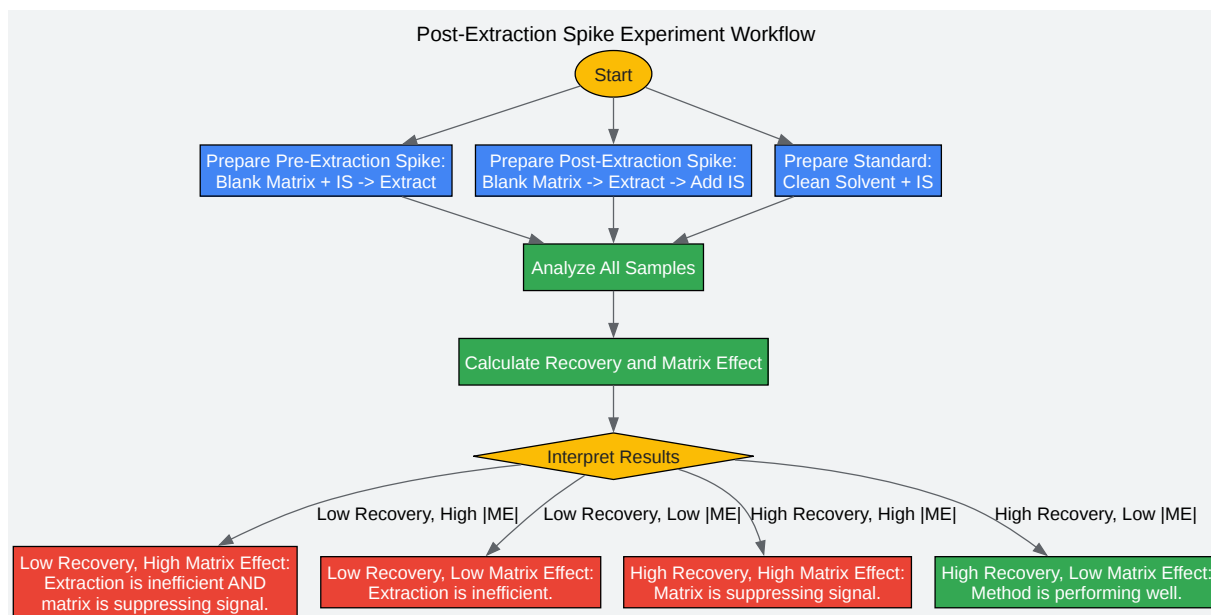 Post-Extraction Spike Experiment Workflow
Start
Prepare Pre-Extraction Spike:
Blank Matrix + IS -> Extract
Prepare Post-Extraction Spike:
Blank Matrix -> Extract -> Add IS
Prepare Standard:
Clean Solvent + IS
Analyze All Samples
Calculate Recovery and Matrix Effect
Interpret Results
Low Recovery, High |ME|
Low Recovery, Low |ME|
High Recovery, High |ME|
High Recovery, Low |ME|
Low Recovery, High Matrix Effect:
Extraction is inefficient AND
matrix is suppressing signal.
Low Recovery, Low Matrix Effect:
Extraction is inefficient.
High Recovery, High Matrix Effect:
Matrix is suppressing signal.
High Recovery, Low Matrix Effect:
Method is performing well.